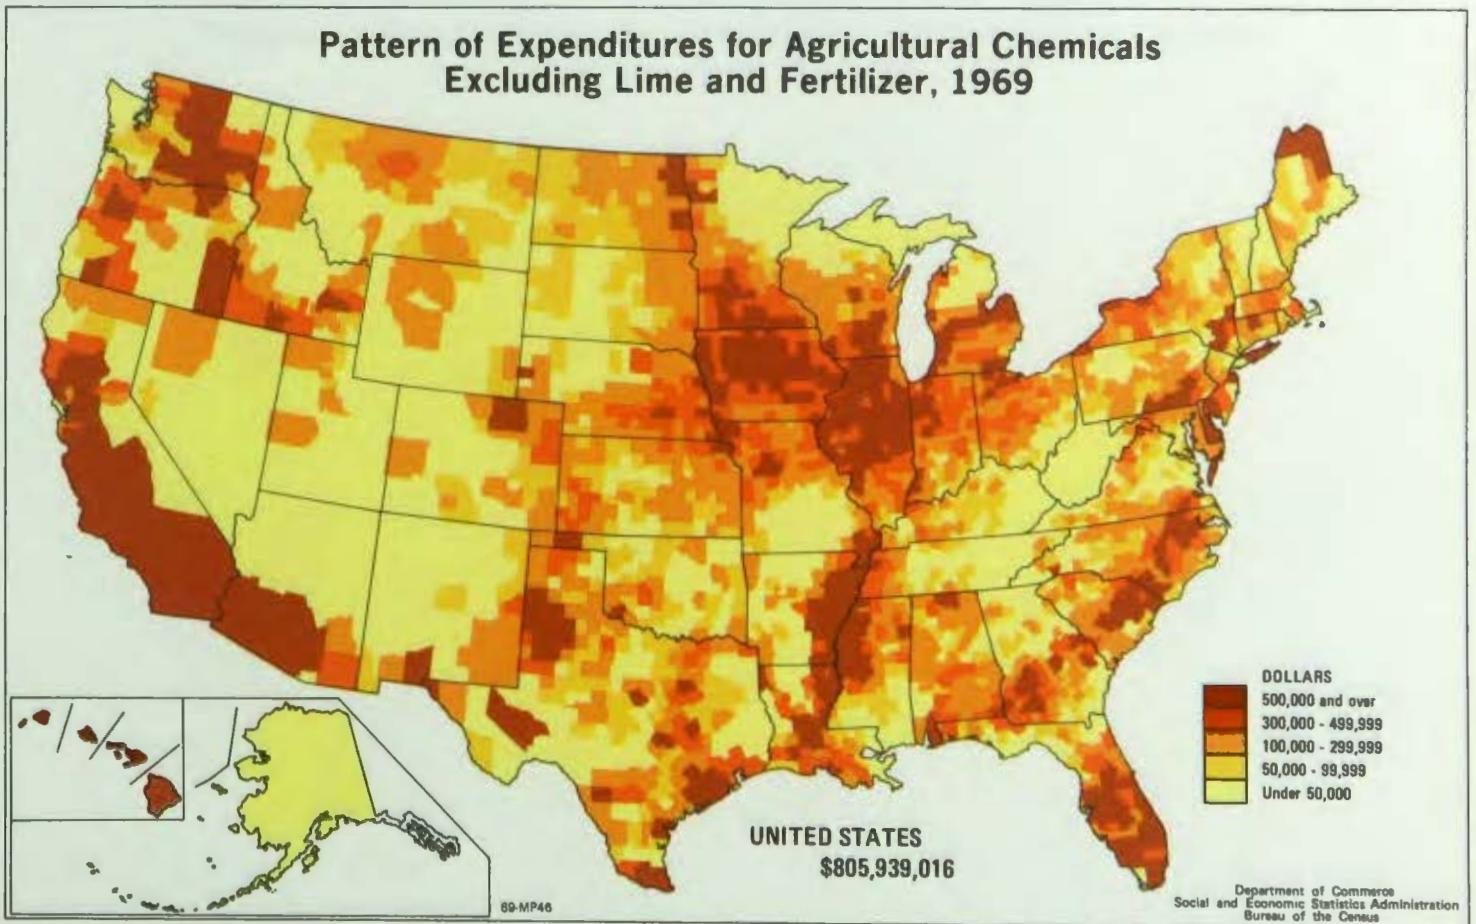 Pattern of Expenditures for Agricultural Chemicals
Excluding Lime and Fertilizer, 1969
DOLLARS
500,000 and over
300,000 - 499,999
100,000 - 299,999
50,000 - 99,999
Under 50,000
UNITED STATES
$805,939,016
69-MP46
Department of Commerce
Social and Economic Statistics Administration
Bureau of the Census